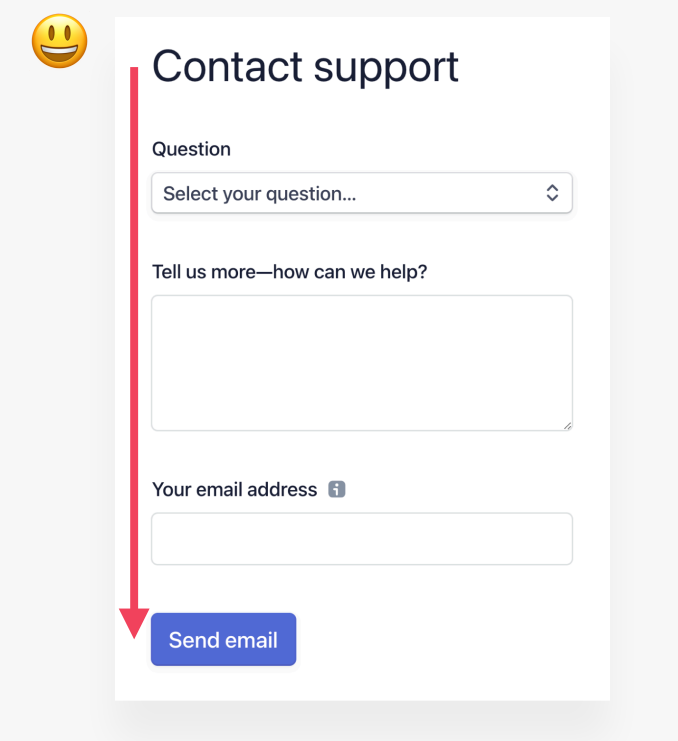 Contact support
Question
Select your question...
Tell us more—how can we help?
Your email address
Send email